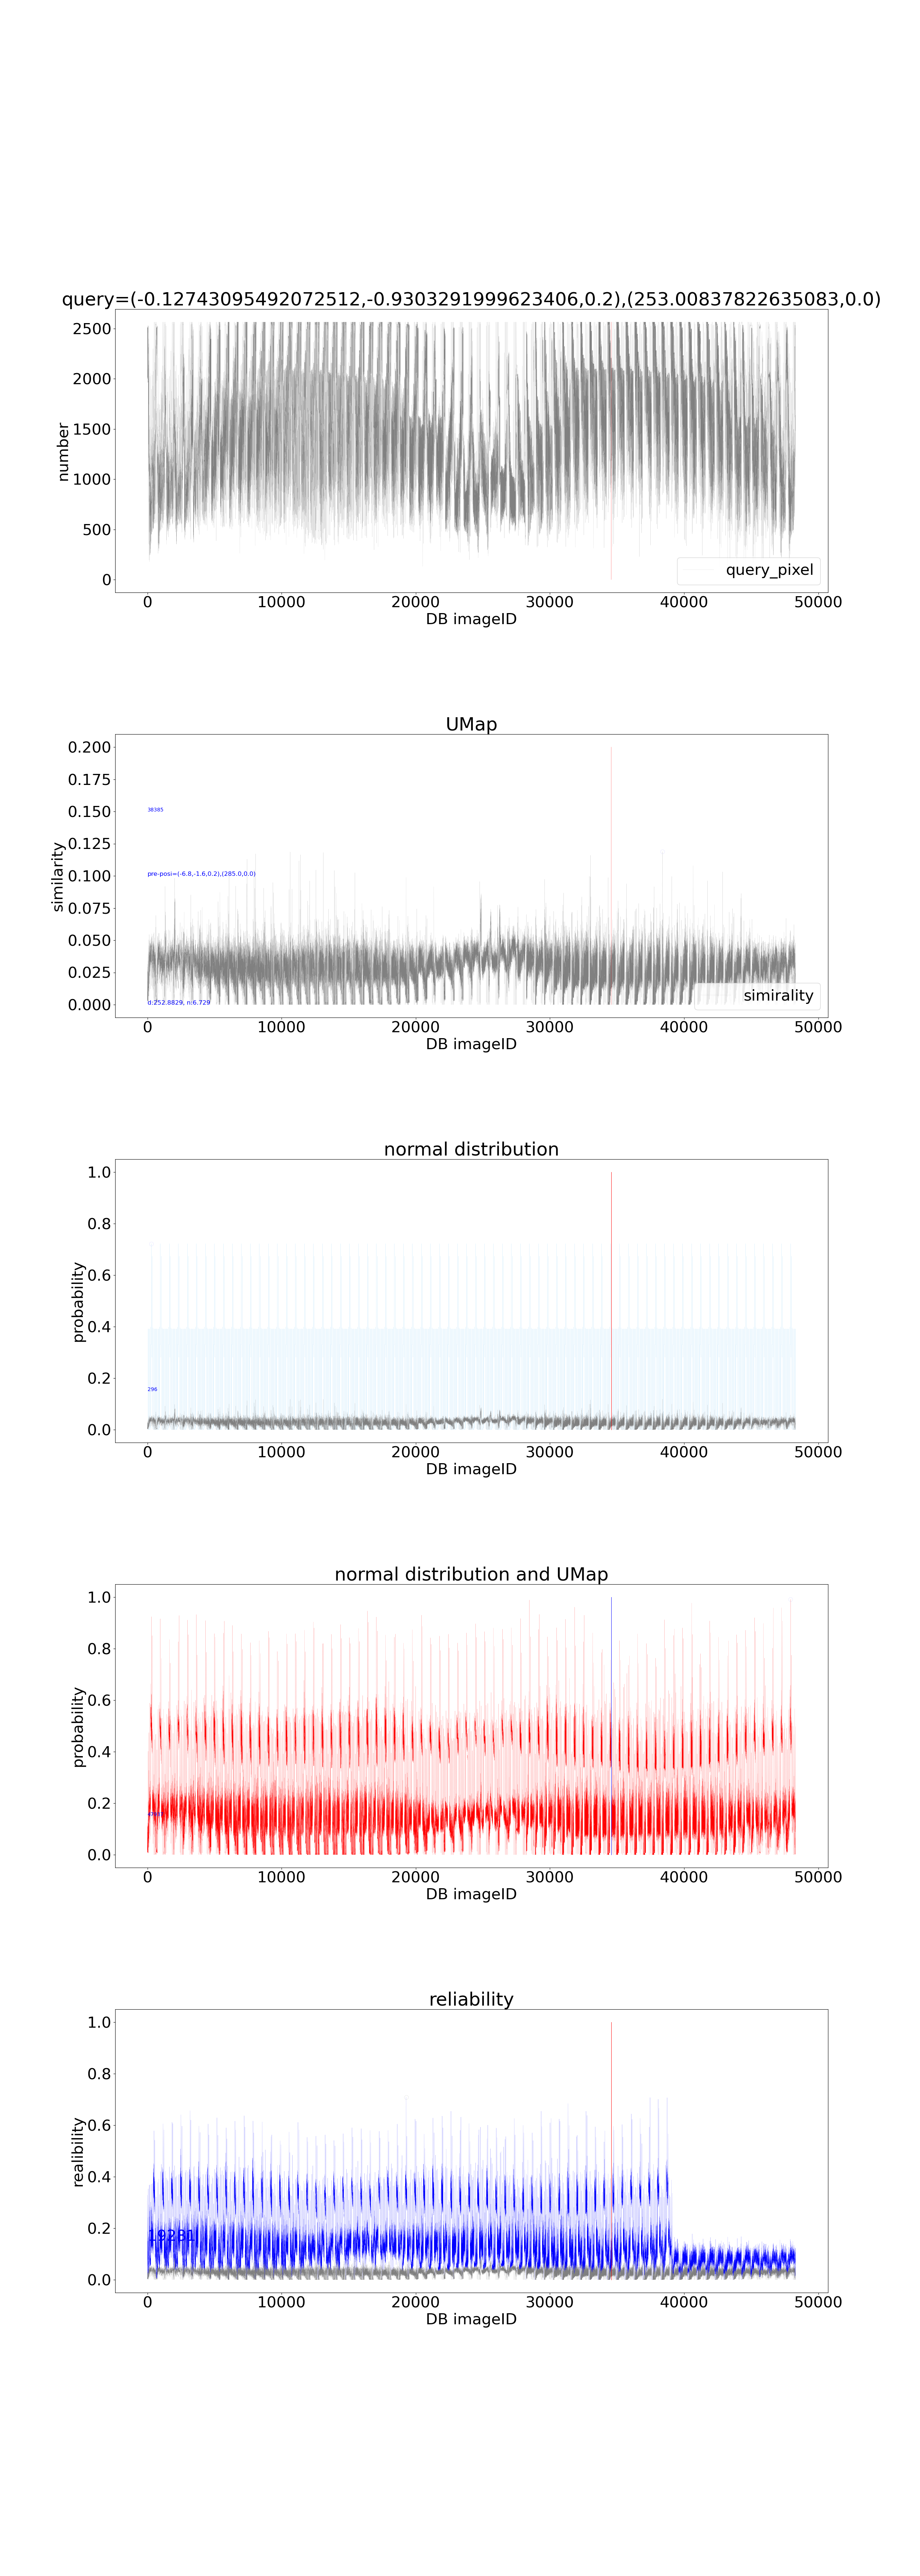 query=(-0.12743095492072512,-0.9303291999623406,0.2),(253.00837822635083,0.0)
2500
2000
1500
1000
500
0
number
query_pixel
0 10000 20000 30000 40000 50000
DB imageID
UMap
0.200
0.175
0.150
0.125
0.100
0.075
0.050
0.025
0.000
similarity
38385
pre-posi=(-6.8,-1.6,0.2),(285.0,0.0)
d:252.8829, n:6.729
simirality
0 10000 20000 30000 40000 50000
DB imageID
normal distribution
1.0
0.8
0.6
0.4
0.2
0.0
probability
296
0 10000 20000 30000 40000 50000
DB imageID
normal distribution and UMap
1.0
0.8
0.6
0.4
0.2
0.0
probability
0 10000 20000 30000 40000 50000
DB imageID
reliability
1.0
0.8
0.6
0.4
0.2
0.0
realibility
19281
0 10000 20000 30000 40000 50000
DB imageID